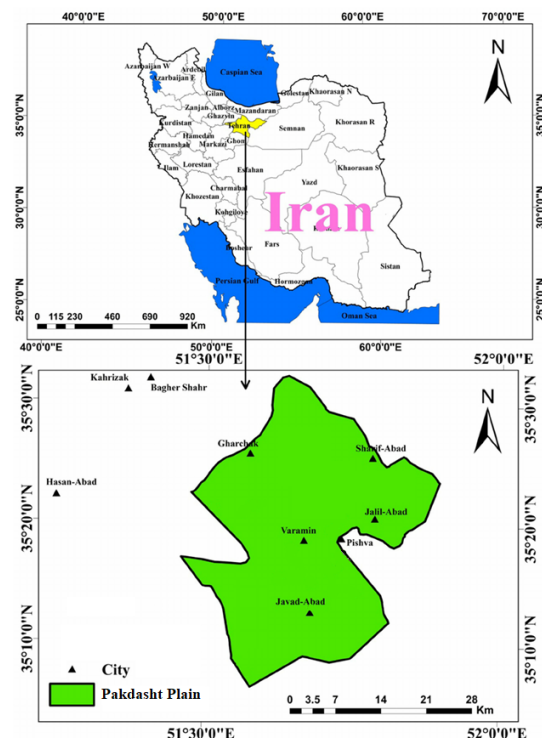 40°0'0"E 50°0'0"E 60°0'0"E 70°0'0"E
N
35°0'0"N
30°0'0"N
25°0'0"N
35°0'0"N
30°0'0"N
25°0'0"N
Caspian Sea
Azarbaijan W
Ardebil
Azarbaijan E
Gilan
Golestan
Khaorasan N
Zanjan
Alborz
Mazandaran
Ghazvin
Kurdistan
Tehran
Semnan
Khorasan R
Hamedan
Kermanshah
Markazi
Ghom
Ilam
Lorestan
Esfahan
Khaorasan S
Charmahal
Yazd
Khozestan
Iran
Kohgiloye
Boshehr
Fars
Sistan
Persian Gulf
Hormozgan
Oman Sea
0 115 230 460 690 920
Km
40°0'0"E 50°0'0"E 60°0'0"E
51°30'0"E 52°0'0"E
35°30'0"N
35°20'0"N
35°10'0"N
35°30'0"N
35°20'0"N
35°10'0"N
N
Kahrizak
Bagher Shahr
Gharchak
Sharif-Abad
Hasan-Abad
Jalil-Abad
Varamin
Pishva
Javad-Abad
City
Pakdasht Plain
0 3.5 7 14 21 28
Km
51°30'0"E 52°0'0"E